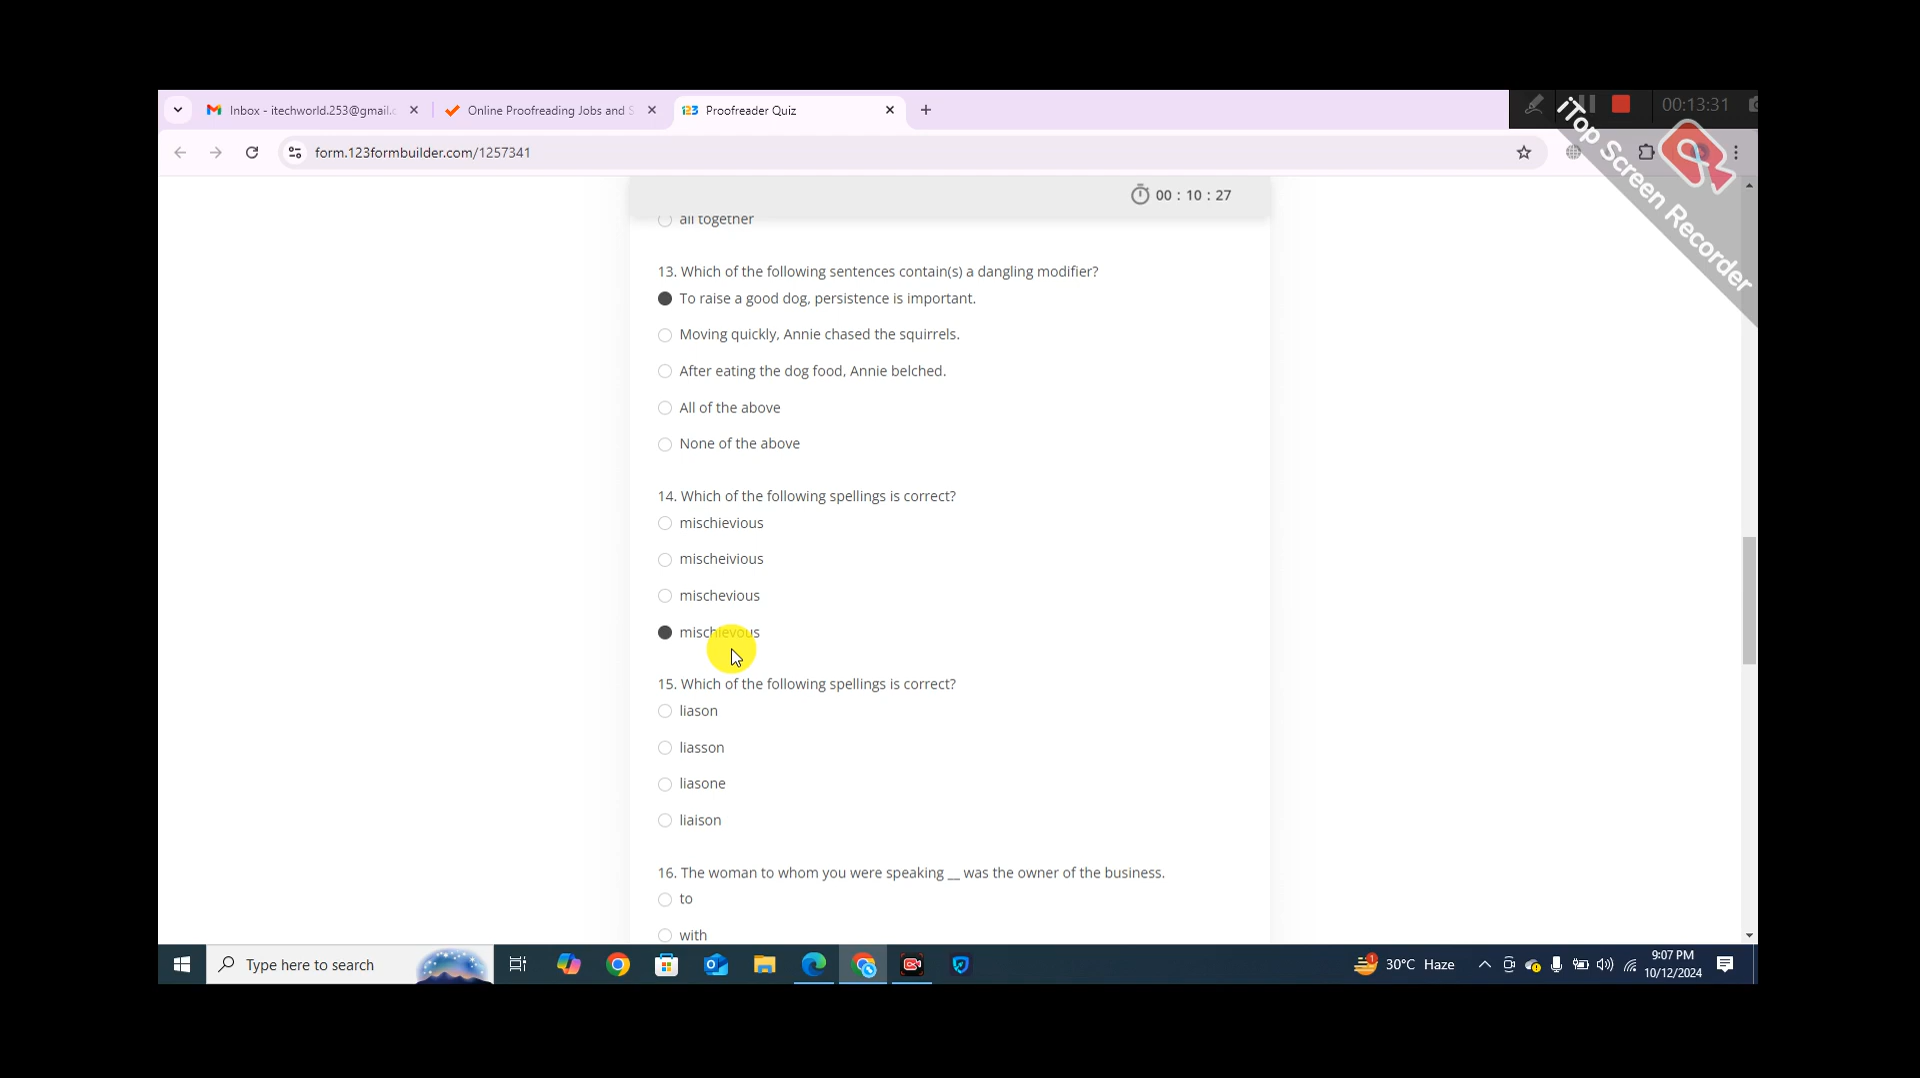 Inbox - itechworld.253@gmail.c
Online Proofreading Jobs and S
123 Proofreader Quiz
00:13:31
form.123formbuilder.com/1257341
iTop Screen Recorder
00 : 10 : 27
all together
13. Which of the following sentences contain(s) a dangling modifier?
To raise a good dog, persistence is important.
Moving quickly, Annie chased the squirrels.
After eating the dog food, Annie belched.
All of the above
None of the above
14. Which of the following spellings is correct?
mischievious
mischeivious
mischevious
mischievous
15. Which of the following spellings is correct?
liason
liasson
liasone
liaison
16. The woman to whom you were speaking __ was the owner of the business.
to
with
Type here to search
1
30°C Haze
9:07 PM
10/12/2024